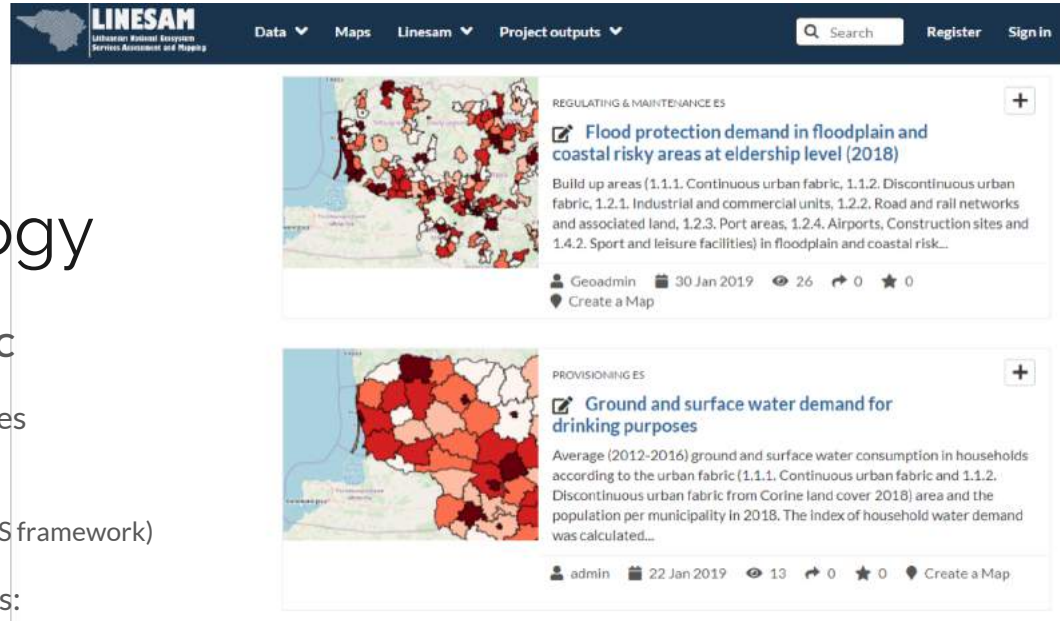 LINESAM
Lithuanian National Ecosystem
Services Assessment and Mapping
Data Maps Linesam Project outputs Search Register Sign in
REGULATING & MAINTENANCE ES
Flood protection demand in floodplain and
coastal risky areas at eldership level (2018)
Build up areas (1.1.1. Continuous urban fabric, 1.1.2. Discontinuous urban
fabric, 1.2.1. Industrial and commercial units, 1.2.2. Road and rail networks
and associated land, 1.2.3. Port areas, 1.2.4. Airports, Construction sites and
1.4.2. Sport and leisure facilities) in floodplain and coastal risk...
Geoadmin 30 Jan 2019 26 0 0
Create a Map
ogy
c
es
S framework)
s:
PROVISIONING ES
Ground and surface water demand for
drinking purposes
Average (2012-2016) ground and surface water consumption in households
according to the urban fabric (1.1.1. Continuous urban fabric and 1.1.2.
Discontinuous urban fabric from Corine land cover 2018) area and the
population per municipality in 2018. The index of household water demand
was calculated...
admin 22 Jan 2019 13 0 0 Create a Map